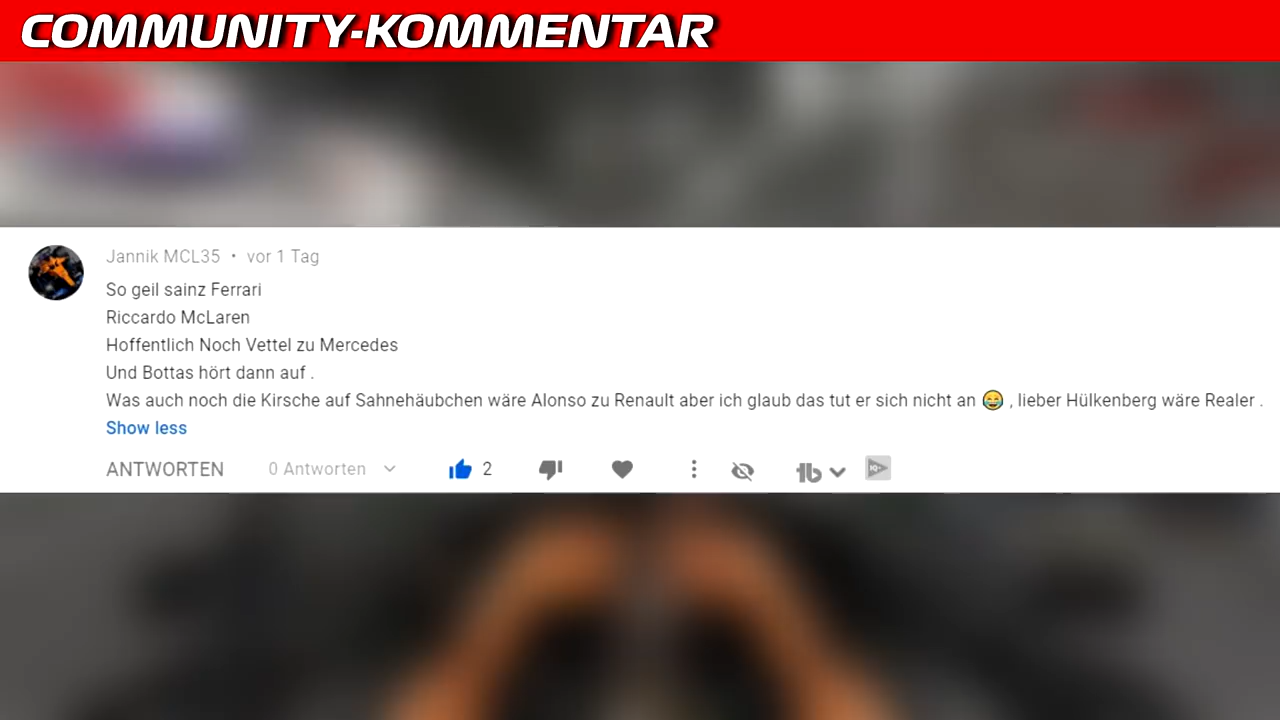 COMMUNITY-KOMMENTAR
Jannik MCL35 • vor 1 Tag
So geil sainz Ferrari
Riccardo McLaren
Hoffentlich Noch Vettel zu Mercedes
Und Bottas hört dann auf .
Was auch noch die Kirsche auf Sahnehäubchen wäre Alonso zu Renault aber ich glaub das tut er sich nicht an 😂 , lieber Hülkenberg wäre Realer .
Show less
ANTWORTEN 0 Antworten 2